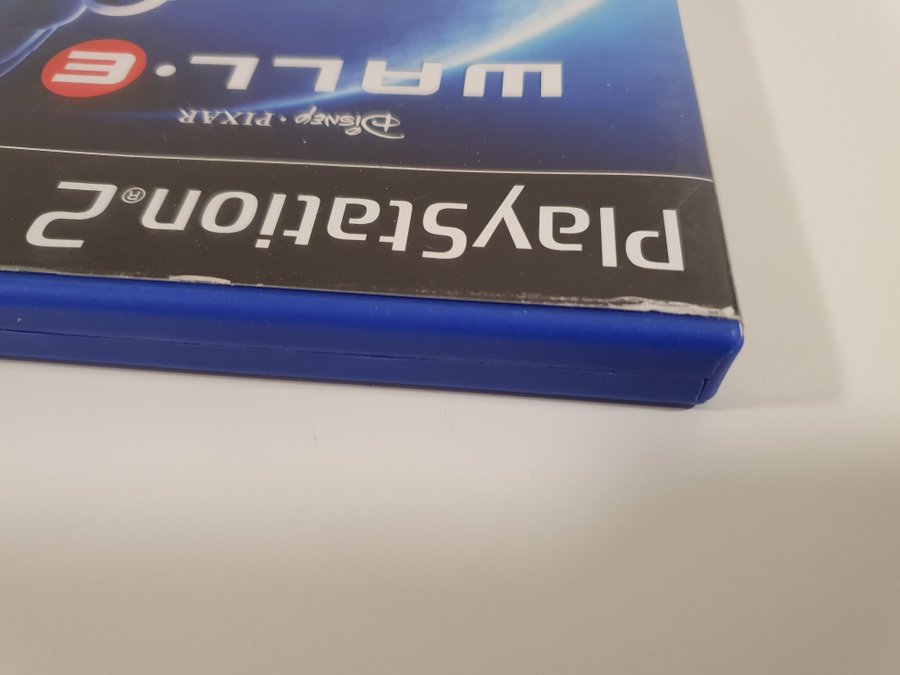 PlayStation®2
Disney · PIXAR
WALL·E